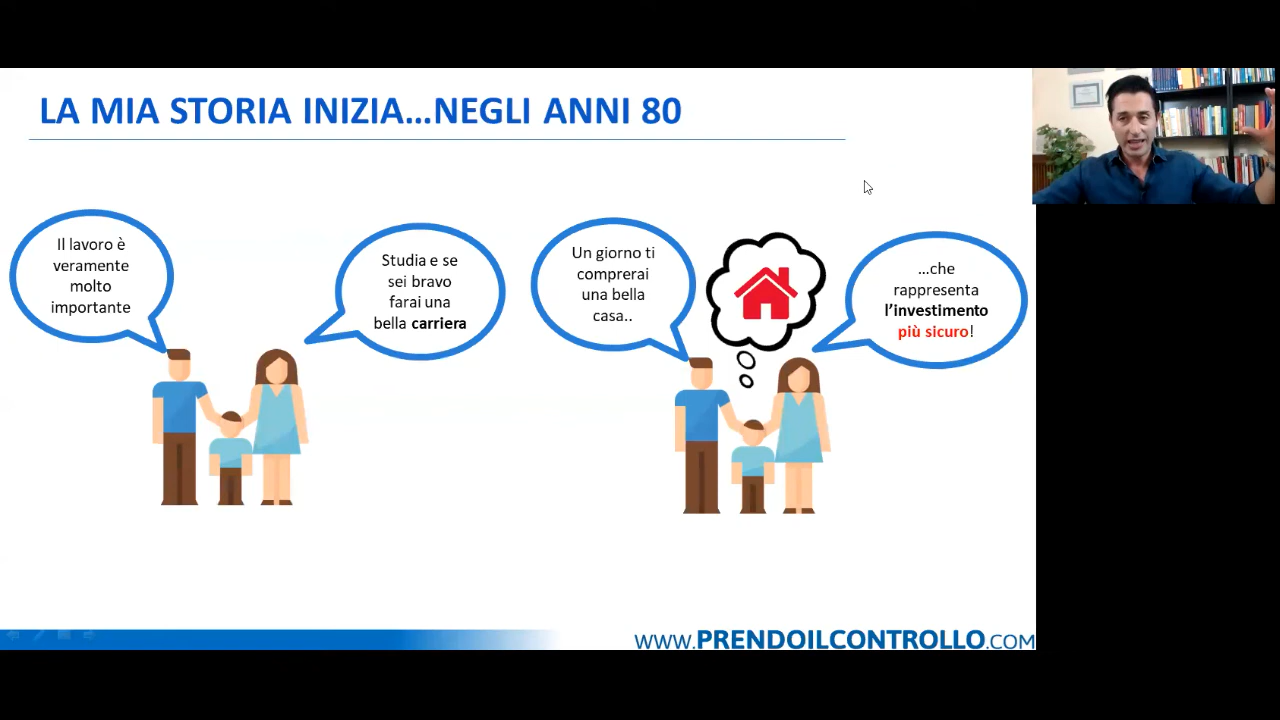 LA MIA STORIA INIZIA...NEGLI ANNI 80
Il lavoro è
veramente
molto
importante
Studia e se
sei bravo
farai una
bella carriera
Un giorno ti
comprerai
una bella
casa..
...che
rappresenta
l'investimento
più sicuro!
WWW.PRENDOILCONTROLLO.COM